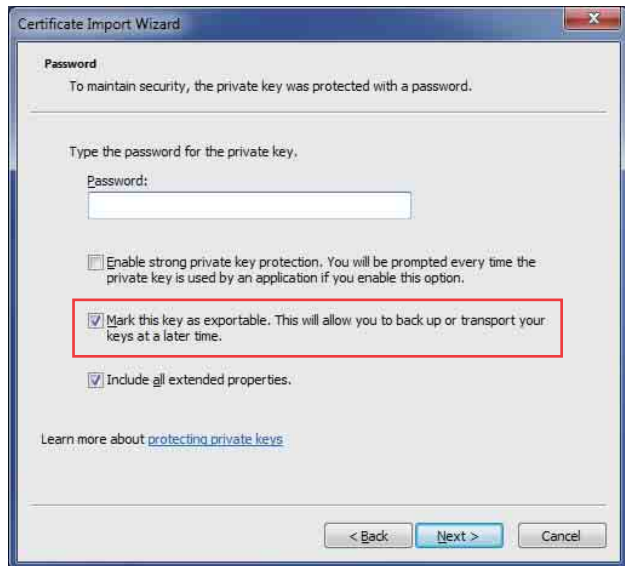 Certificate Import Wizard
Password
To maintain security, the private key was protected with a password.
Type the password for the private key.
Password:
Enable strong private key protection. You will be prompted every time the
private key is used by an application if you enable this option.
Mark this key as exportable. This will allow you to back up or transport your
keys at a later time.
Include all extended properties.
Learn more about protecting private keys
< Back Next > Cancel